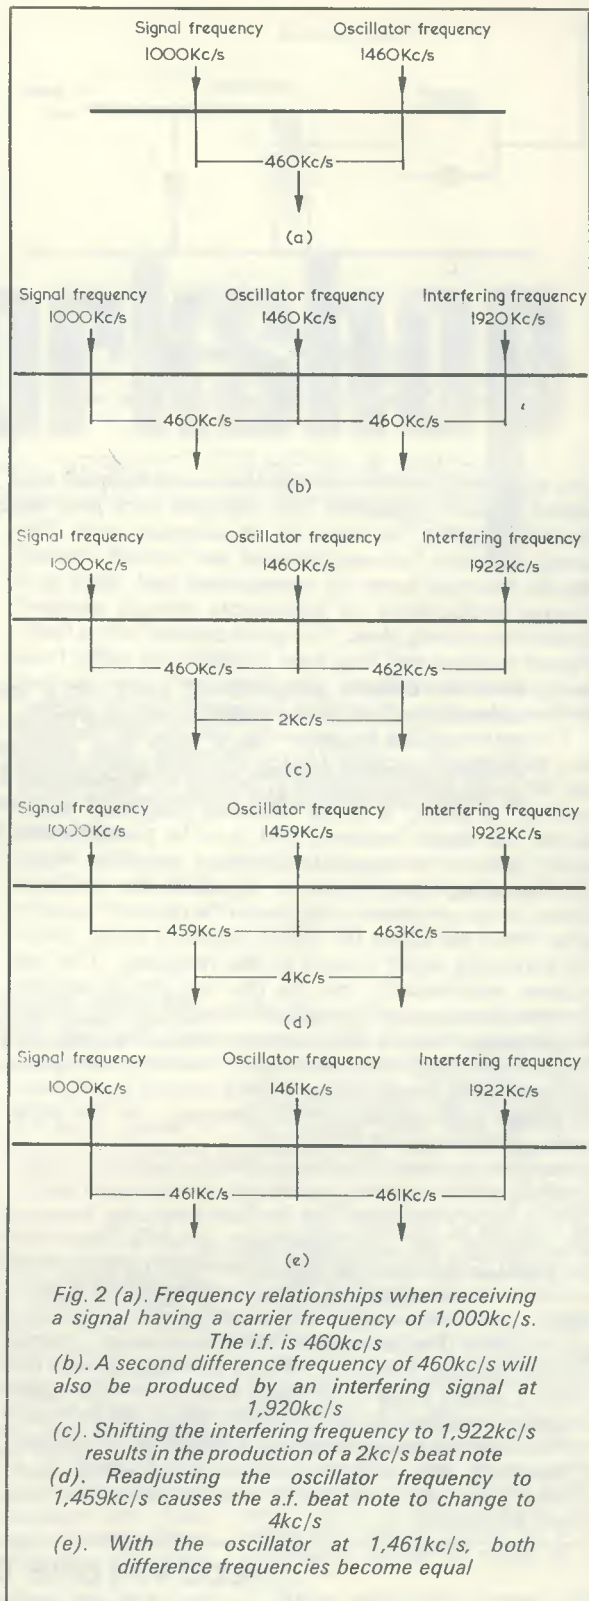 Signal frequency Oscillator frequency
1000Kc/s 1460Kc/s
460Kc/s
(a)
Signal frequency Oscillator frequency Interfering frequency
1000Kc/s 1460Kc/s 1920Kc/s
460Kc/s 460Kc/s
(b)
Signal frequency Oscillator frequency Interfering frequency
1000Kc/s 1460Kc/s 1922Kc/s
460Kc/s 462Kc/s
2Kc/s
(c)
Signal frequency Oscillator frequency Interfering frequency
1000Kc/s 1459Kc/s 1922Kc/s
459Kc/s 463Kc/s
4Kc/s
(d)
Signal frequency Oscillator frequency Interfering frequency
1000Kc/s 1461Kc/s 1922Kc/s
461Kc/s 461Kc/s
(e)
Fig. 2 (a). Frequency relationships when receiving
a signal having a carrier frequency of 1,000kc/s.
The i.f. is 460kc/s
(b). A second difference frequency of 460kc/s will
also be produced by an interfering signal at
1,920kc/s
(c). Shifting the interfering frequency to 1,922kc/s
results in the production of a 2kc/s beat note
(d). Readjusting the oscillator frequency to
1,459kc/s causes the a.f. beat note to change to
4kc/s
(e). With the oscillator at 1,461kc/s, both
difference frequencies become equal